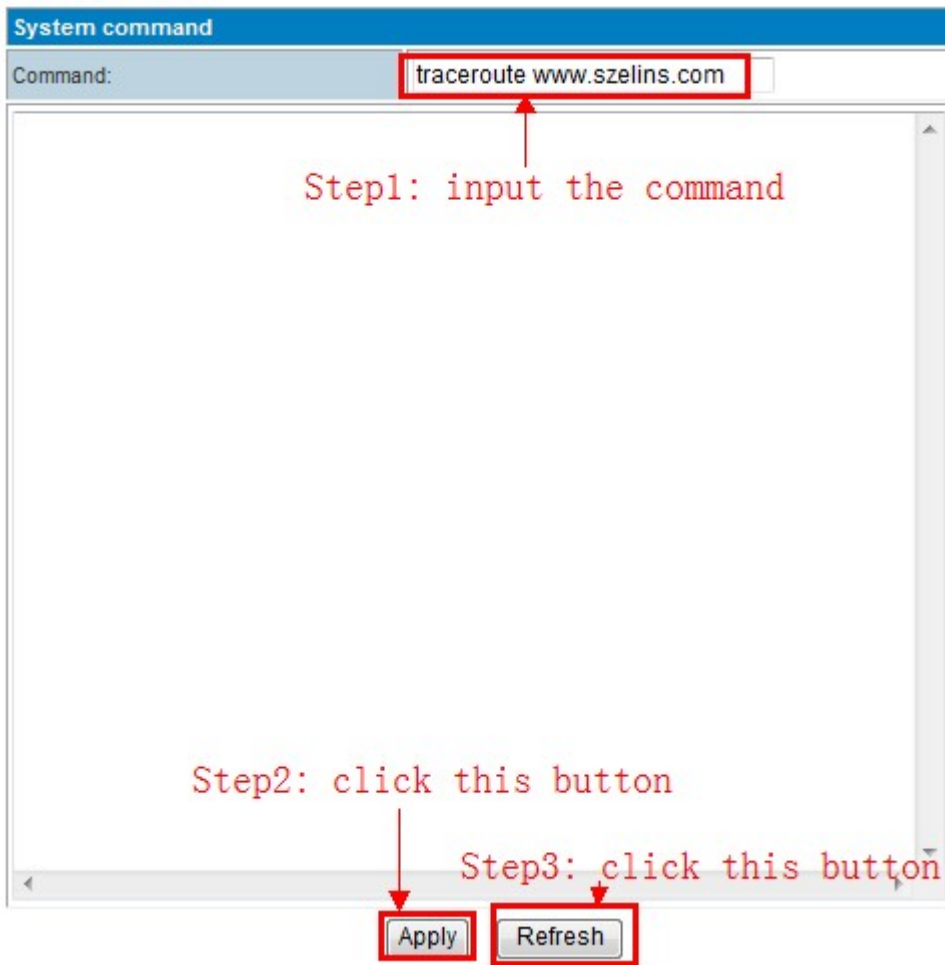 System command
Command: traceroute www.szelins.com
Step1: input the command
Step2: click this button
Step3: click this button
Apply Refresh